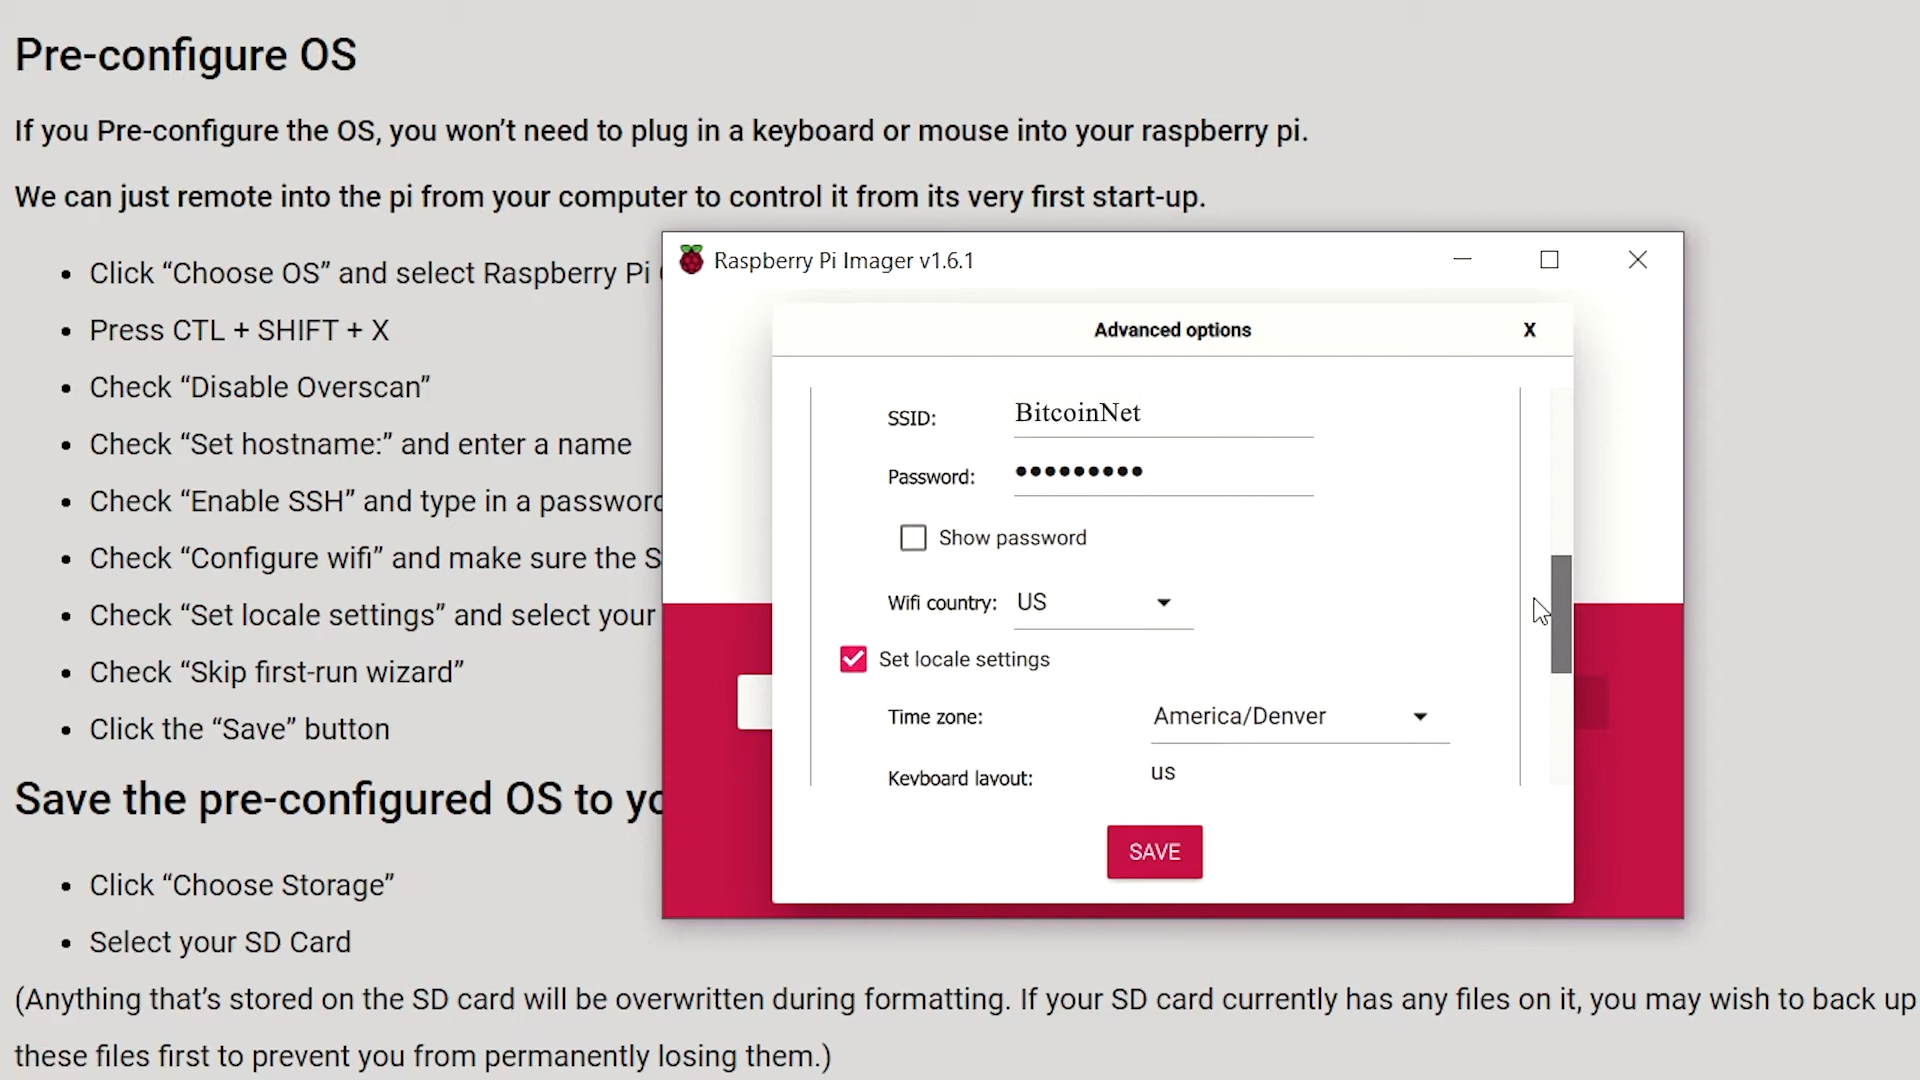 Pre-configure OS
If you Pre-configure the OS, you won’t need to plug in a keyboard or mouse into your raspberry pi.
We can just remote into the pi from your computer to control it from its very first start-up.
• Click “Choose OS” and select Raspberry Pi
• Press CTL + SHIFT + X
• Check “Disable Overscan”
• Check “Set hostname:” and enter a name
• Check “Enable SSH” and type in a password
• Check “Configure wifi” and make sure the S
• Check “Set locale settings” and select your
• Check “Skip first-run wizard”
• Click the “Save” button
Save the pre-configured OS to yo
• Click “Choose Storage”
• Select your SD Card
(Anything that’s stored on the SD card will be overwritten during formatting. If your SD card currently has any files on it, you may wish to back up
these files first to prevent you from permanently losing them.)
Raspberry Pi Imager v1.6.1
Advanced options
X
SSID: BitcoinNet
Password: •••••••••
Show password
Wifi country: US
Set locale settings
Time zone: America/Denver
Keyboard layout: us
SAVE